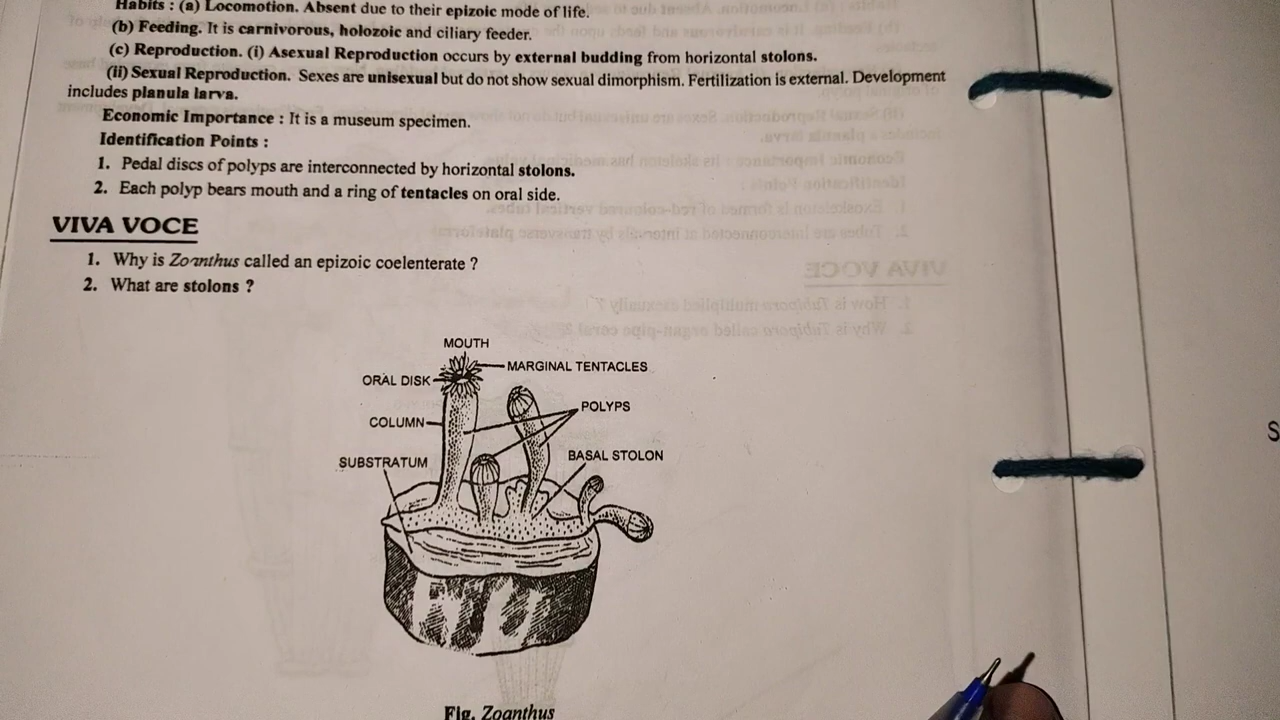 Habits : (a) Locomotion. Absent due to their epizoic mode of life.
(b) Feeding. It is carnivorous, holozoic and ciliary feeder.
(c) Reproduction. (i) Asexual Reproduction occurs by external budding from horizontal stolons.
(ii) Sexual Reproduction. Sexes are unisexual but do not show sexual dimorphism. Fertilization is external. Development
includes planula larva.
Economic Importance : It is a museum specimen.
Identification Points :
1. Pedal discs of polyps are interconnected by horizontal stolons.
2. Each polyp bears mouth and a ring of tentacles on oral side.
VIVA VOCE
1. Why is Zoanthus called an epizoic coelenterate ?
2. What are stolons ?
MOUTH
MARGINAL TENTACLES
ORAL DISK
POLYPS
COLUMN
BASAL STOLON
SUBSTRATUM
Fig. Zoanthus
S